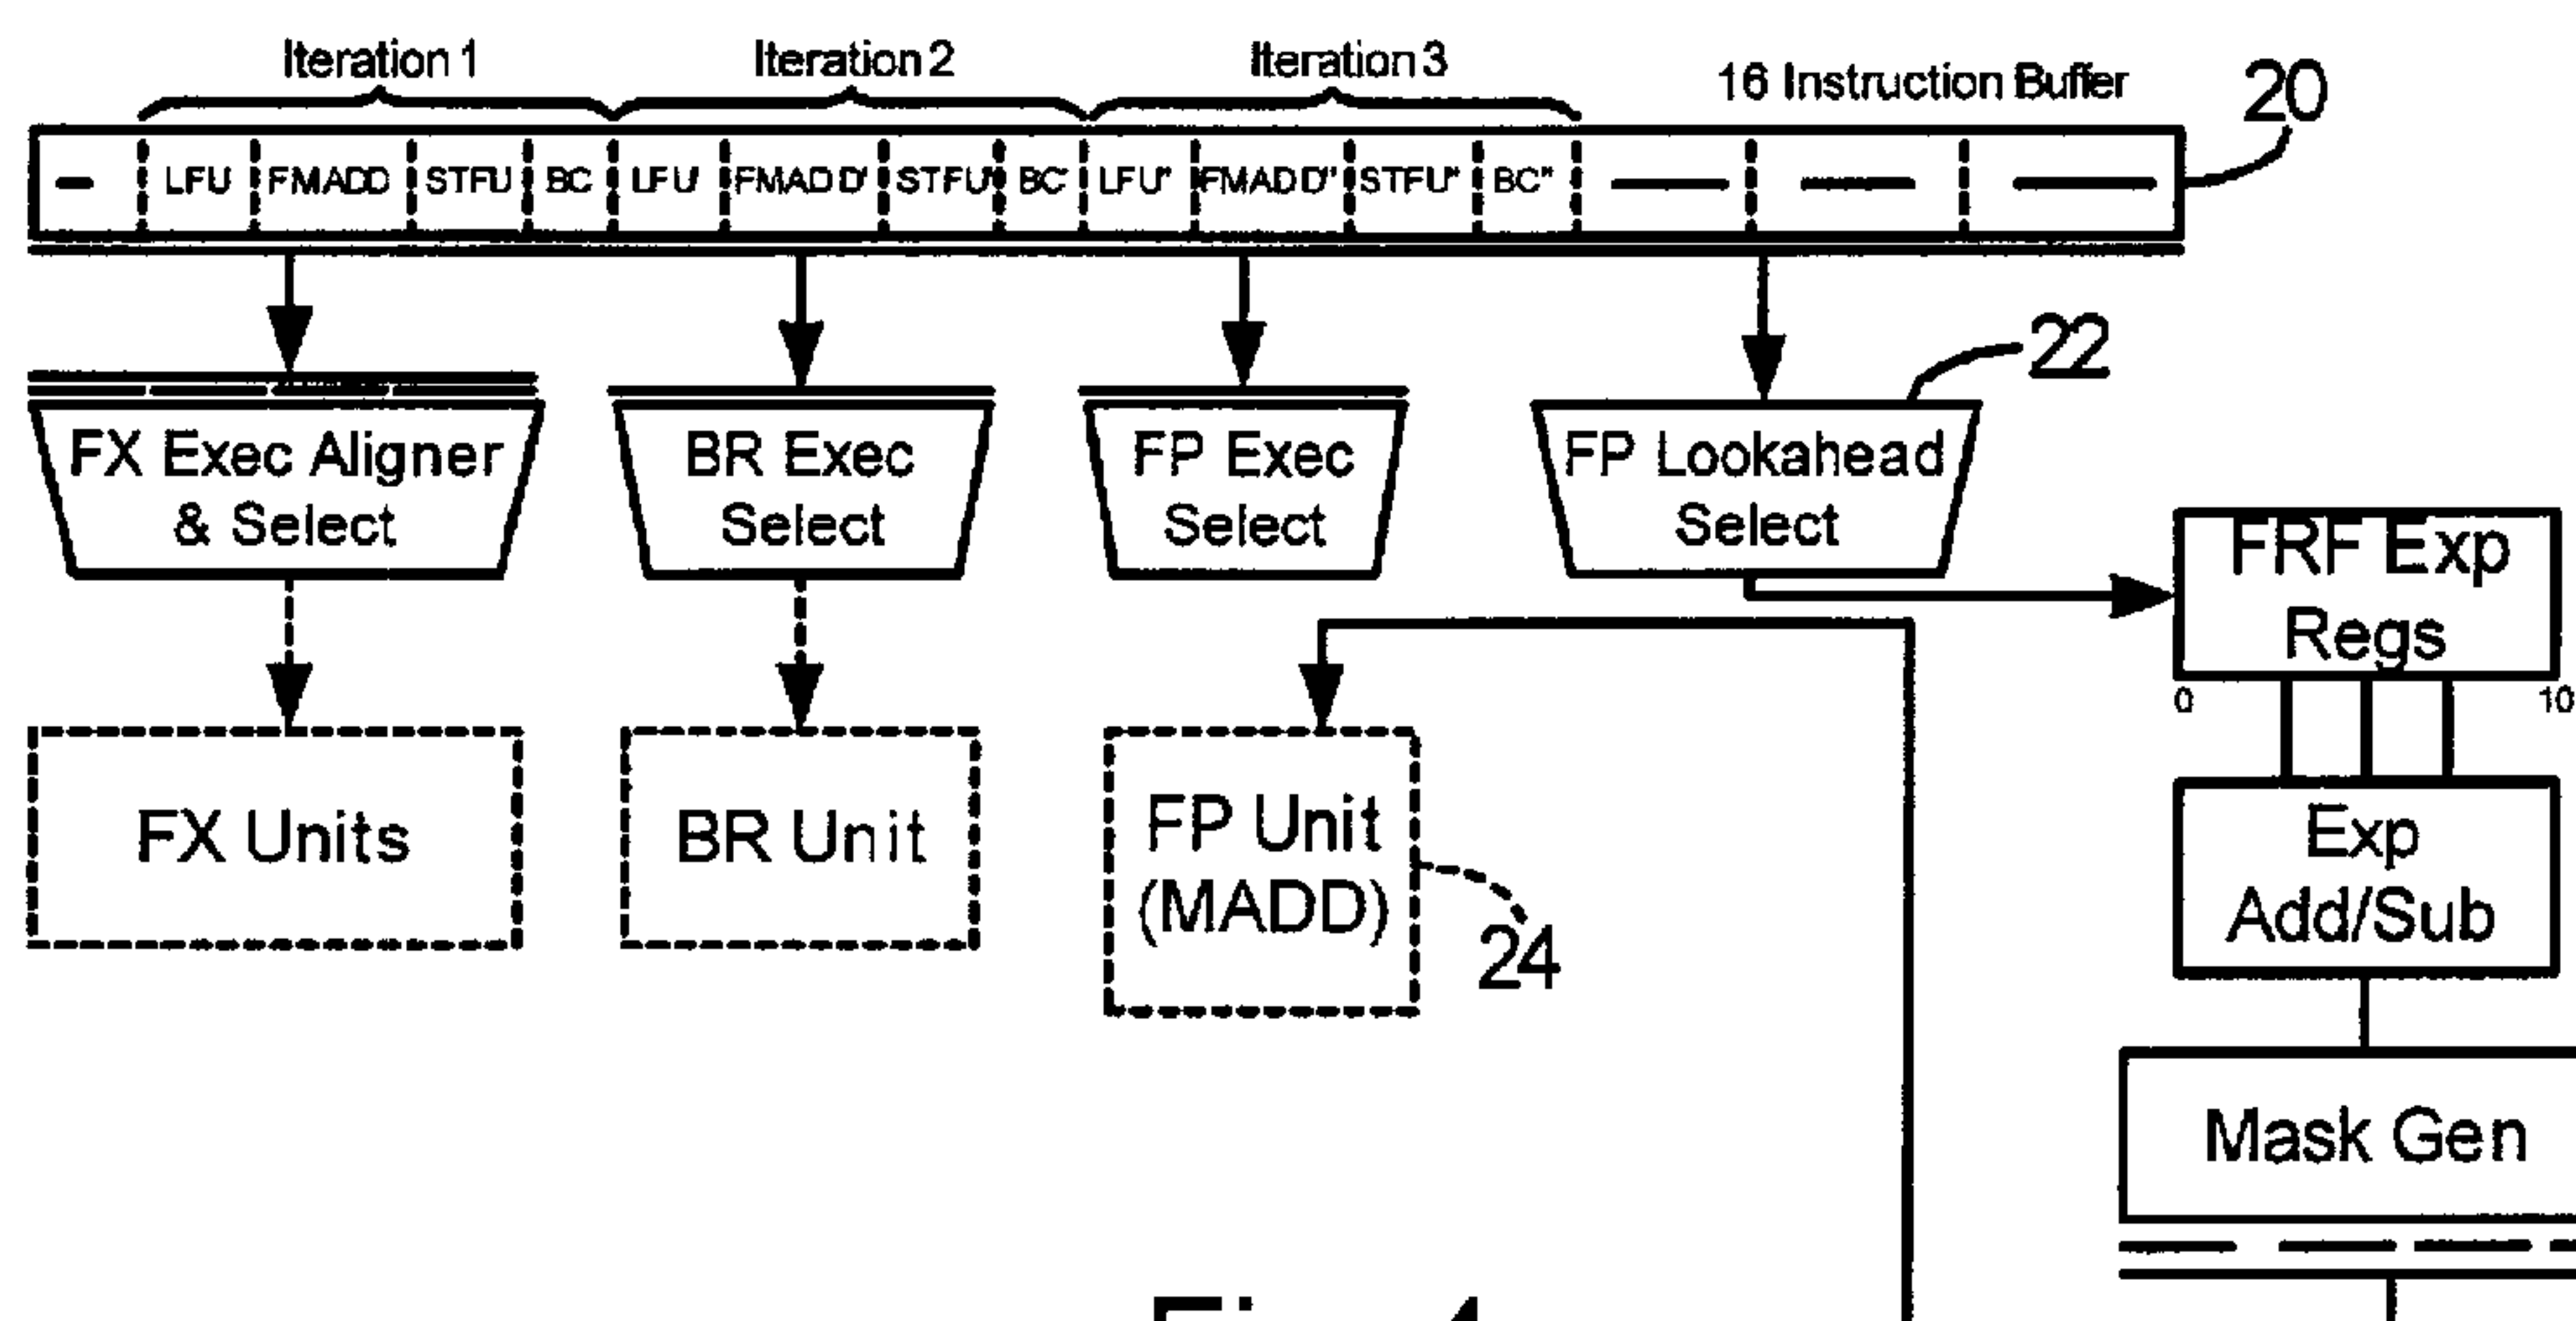 Iteration 1
Iteration 2
Iteration 3
16 Instruction Buffer
20
– LFU FMADD STFU BC LFU' FMADD' STFU' BC' LFU" FMADD" STFU" BC" — — —
22
FX Exec Aligner
& Select
BR Exec
Select
FP Exec
Select
FP Lookahead
Select
FRF Exp
Regs
0
10
FX Units
BR Unit
FP Unit
(MADD)
24
Exp
Add/Sub
Mask Gen